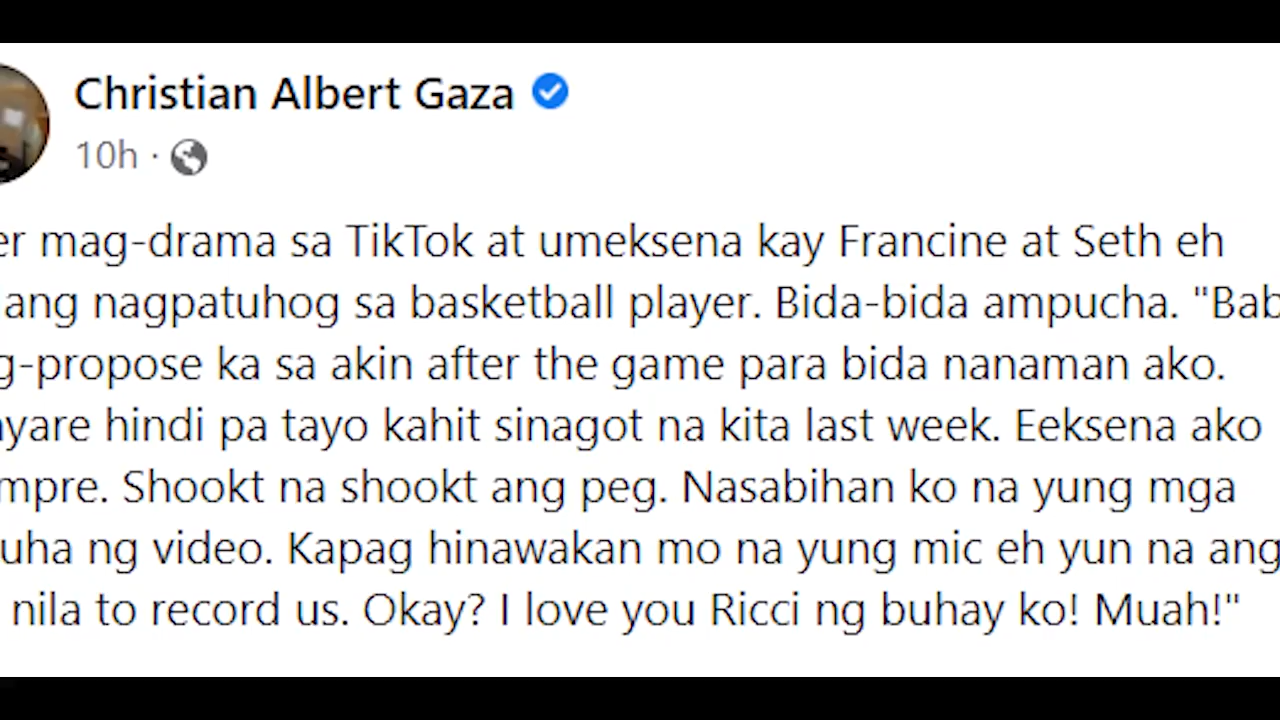 Christian Albert Gaza
10h ·
er mag-drama sa TikTok at umeksena kay Francine at Seth eh
ang nagpatuhog sa basketball player. Bida-bida ampucha. "Bab
g-propose ka sa akin after the game para bida nanaman ako.
yare hindi pa tayo kahit sinagot na kita last week. Eeksena ako
mpre. Shookt na shookt ang peg. Nasabihan ko na yung mga
uha ng video. Kapag hinawakan mo na yung mic eh yun na ang
nila to record us. Okay? I love you Ricci ng buhay ko! Muah!"